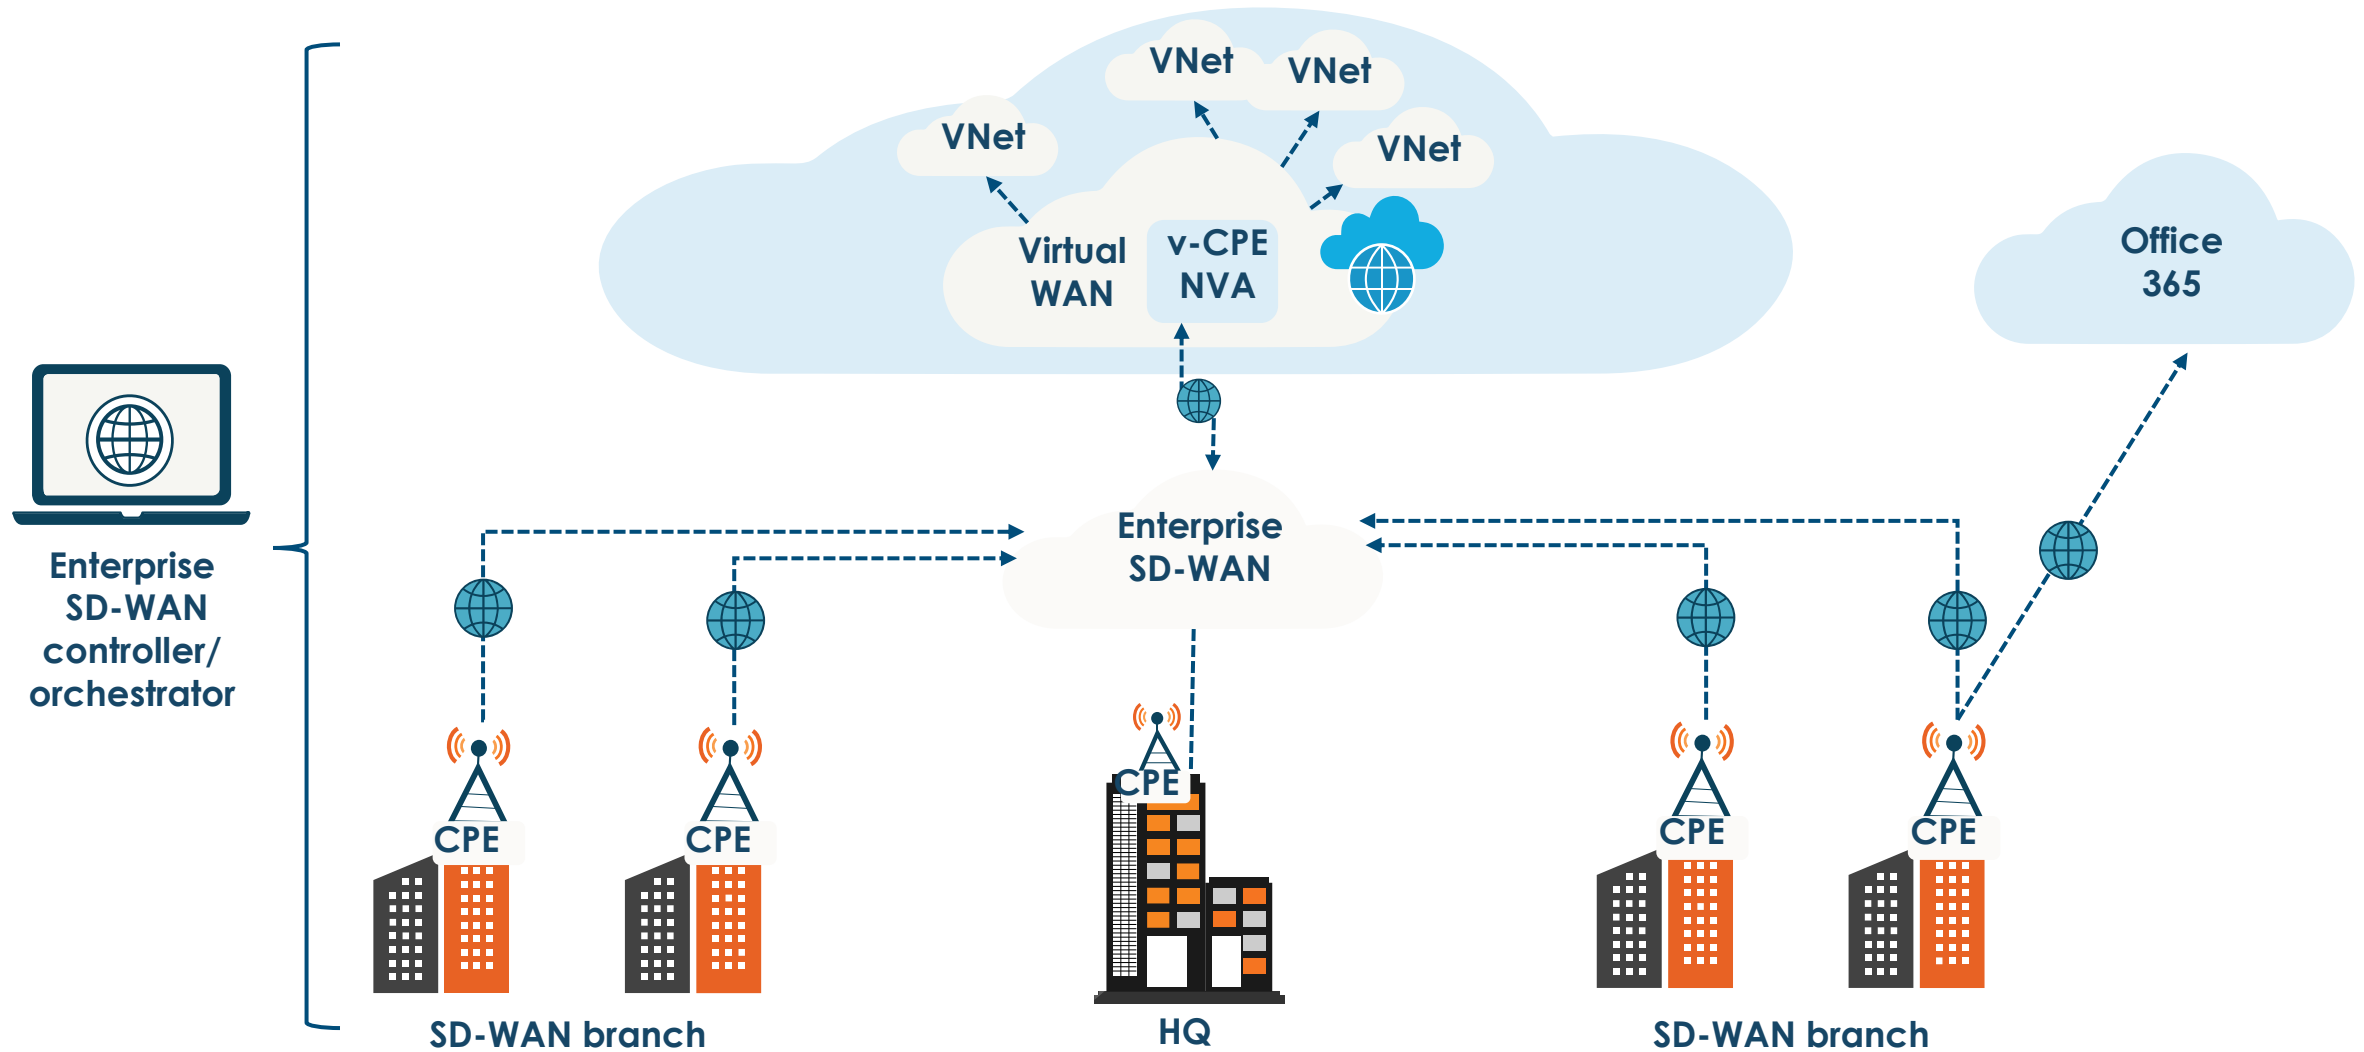 VNet
VNet
VNet
VNet
Virtual
WAN
v-CPE
NVA
Office
365
Enterprise
SD-WAN
controller/
orchestrator
Enterprise
SD-WAN
CPE
CPE
CPE
CPE
CPE
SD-WAN branch
HQ
SD-WAN branch